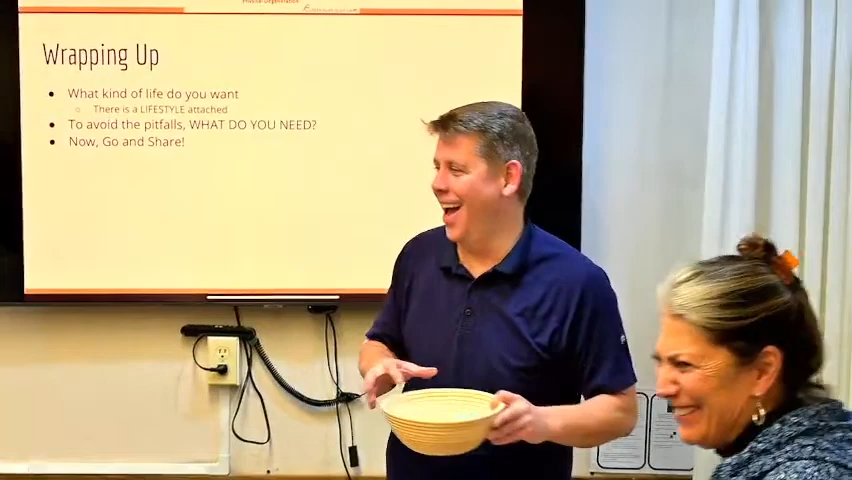 Wrapping Up
What kind of life do you want
There is a LIFESTYLE attached
To avoid the pitfalls, WHAT DO YOU NEED?
Now, Go and Share!